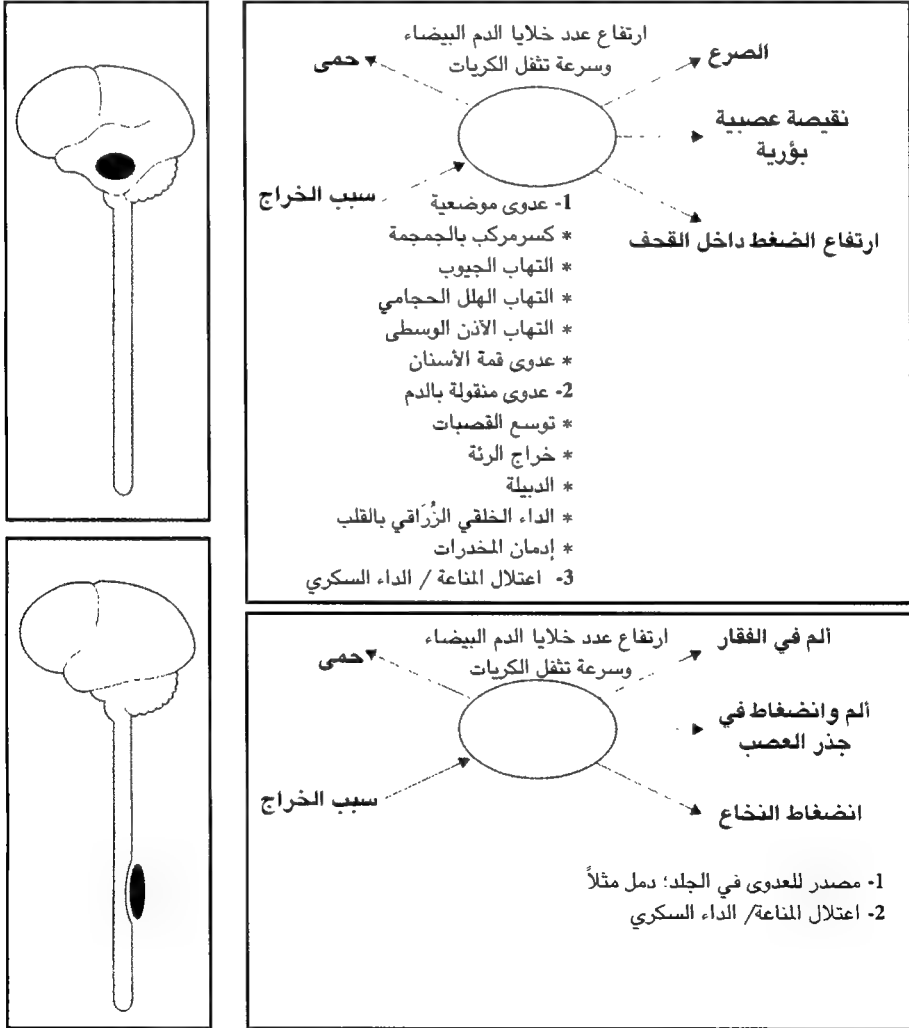 ارتفاع عدد خلايا الدم البيضاء
وسرعة تثفل الكريات
الصرع
حمى
نقيصة عصبية
بؤرية
سبب الخراج
ارتفاع الضغط داخل القحف
1- عدوى موضعية
* كسرمركب بالجمجمة
* التهاب الجيوب
* التهاب الهلل الحجامي
* التهاب الآذن الوسطى
* عدوى قمة الأسنان
2- عدوى منقولة بالدم
* توسع القصبات
* خراج الرئة
* الدبيلة
* الداء الخلقي الزُراقي بالقلب
* إدمان المخدرات
3- اعتلال المناعة / الداء السكري
ارتفاع عدد خلايا الدم البيضاء
وسرعة تثفل الكريات
ألم في الفقار
حمى
ألم وانضغاط في
جذر العصب
سبب الخراج
انضغاط النخاع
1- مصدر للعدوى في الجلد؛ دمل مثلاً
2- اعتلال المناعة/ الداء السكري